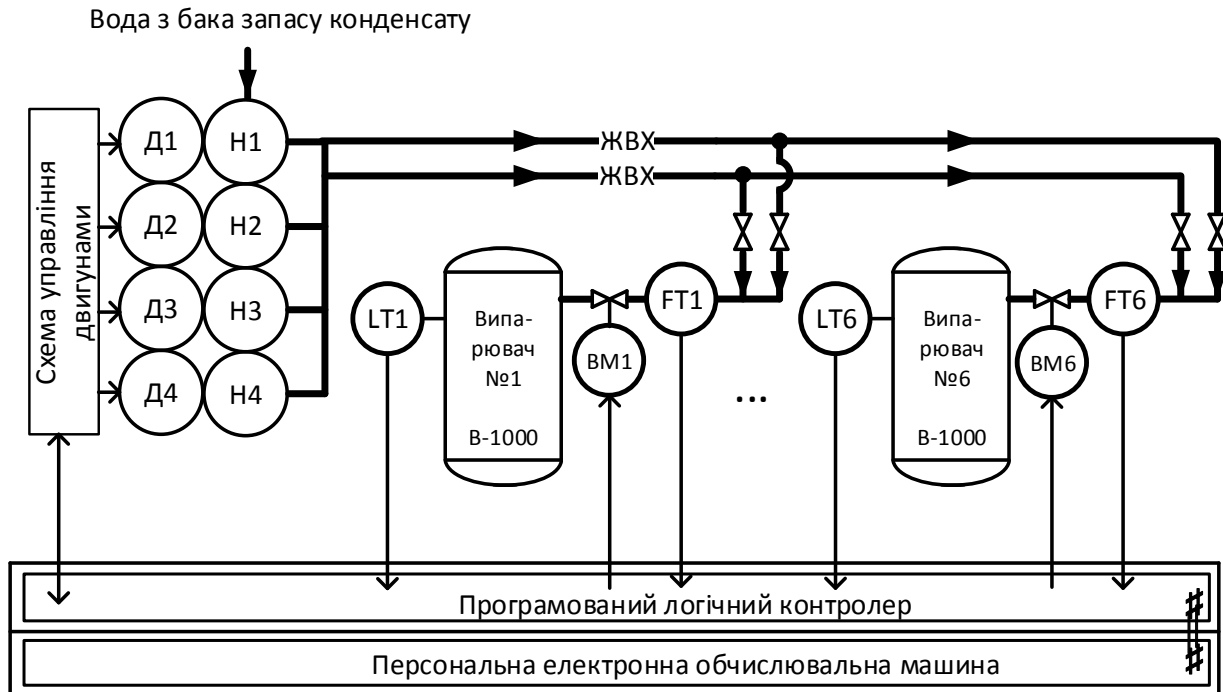 Вода з бака запасу конденсату
Схема управління
двигунами
Д1
Н1
Д2
Н2
Д3
Н3
Д4
Н4
ЖВХ
ЖВХ
LT1
Випа-
рювач
№1
В-1000
ВМ1
FT1
...
LT6
Випа-
рювач
№6
В-1000
ВМ6
FT6
Програмований логічний контролер
Персональна електронна обчислювальна машина